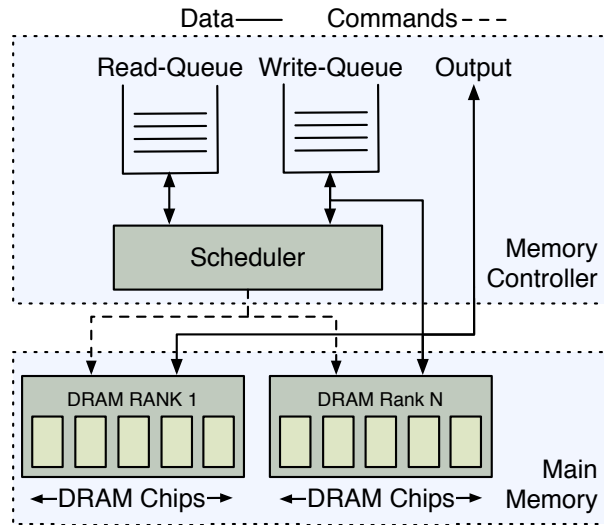 Data Commands
Read-Queue Write-Queue Output
Scheduler
Memory
Controller
DRAM RANK 1 DRAM Rank N
DRAM Chips DRAM Chips
Main
Memory